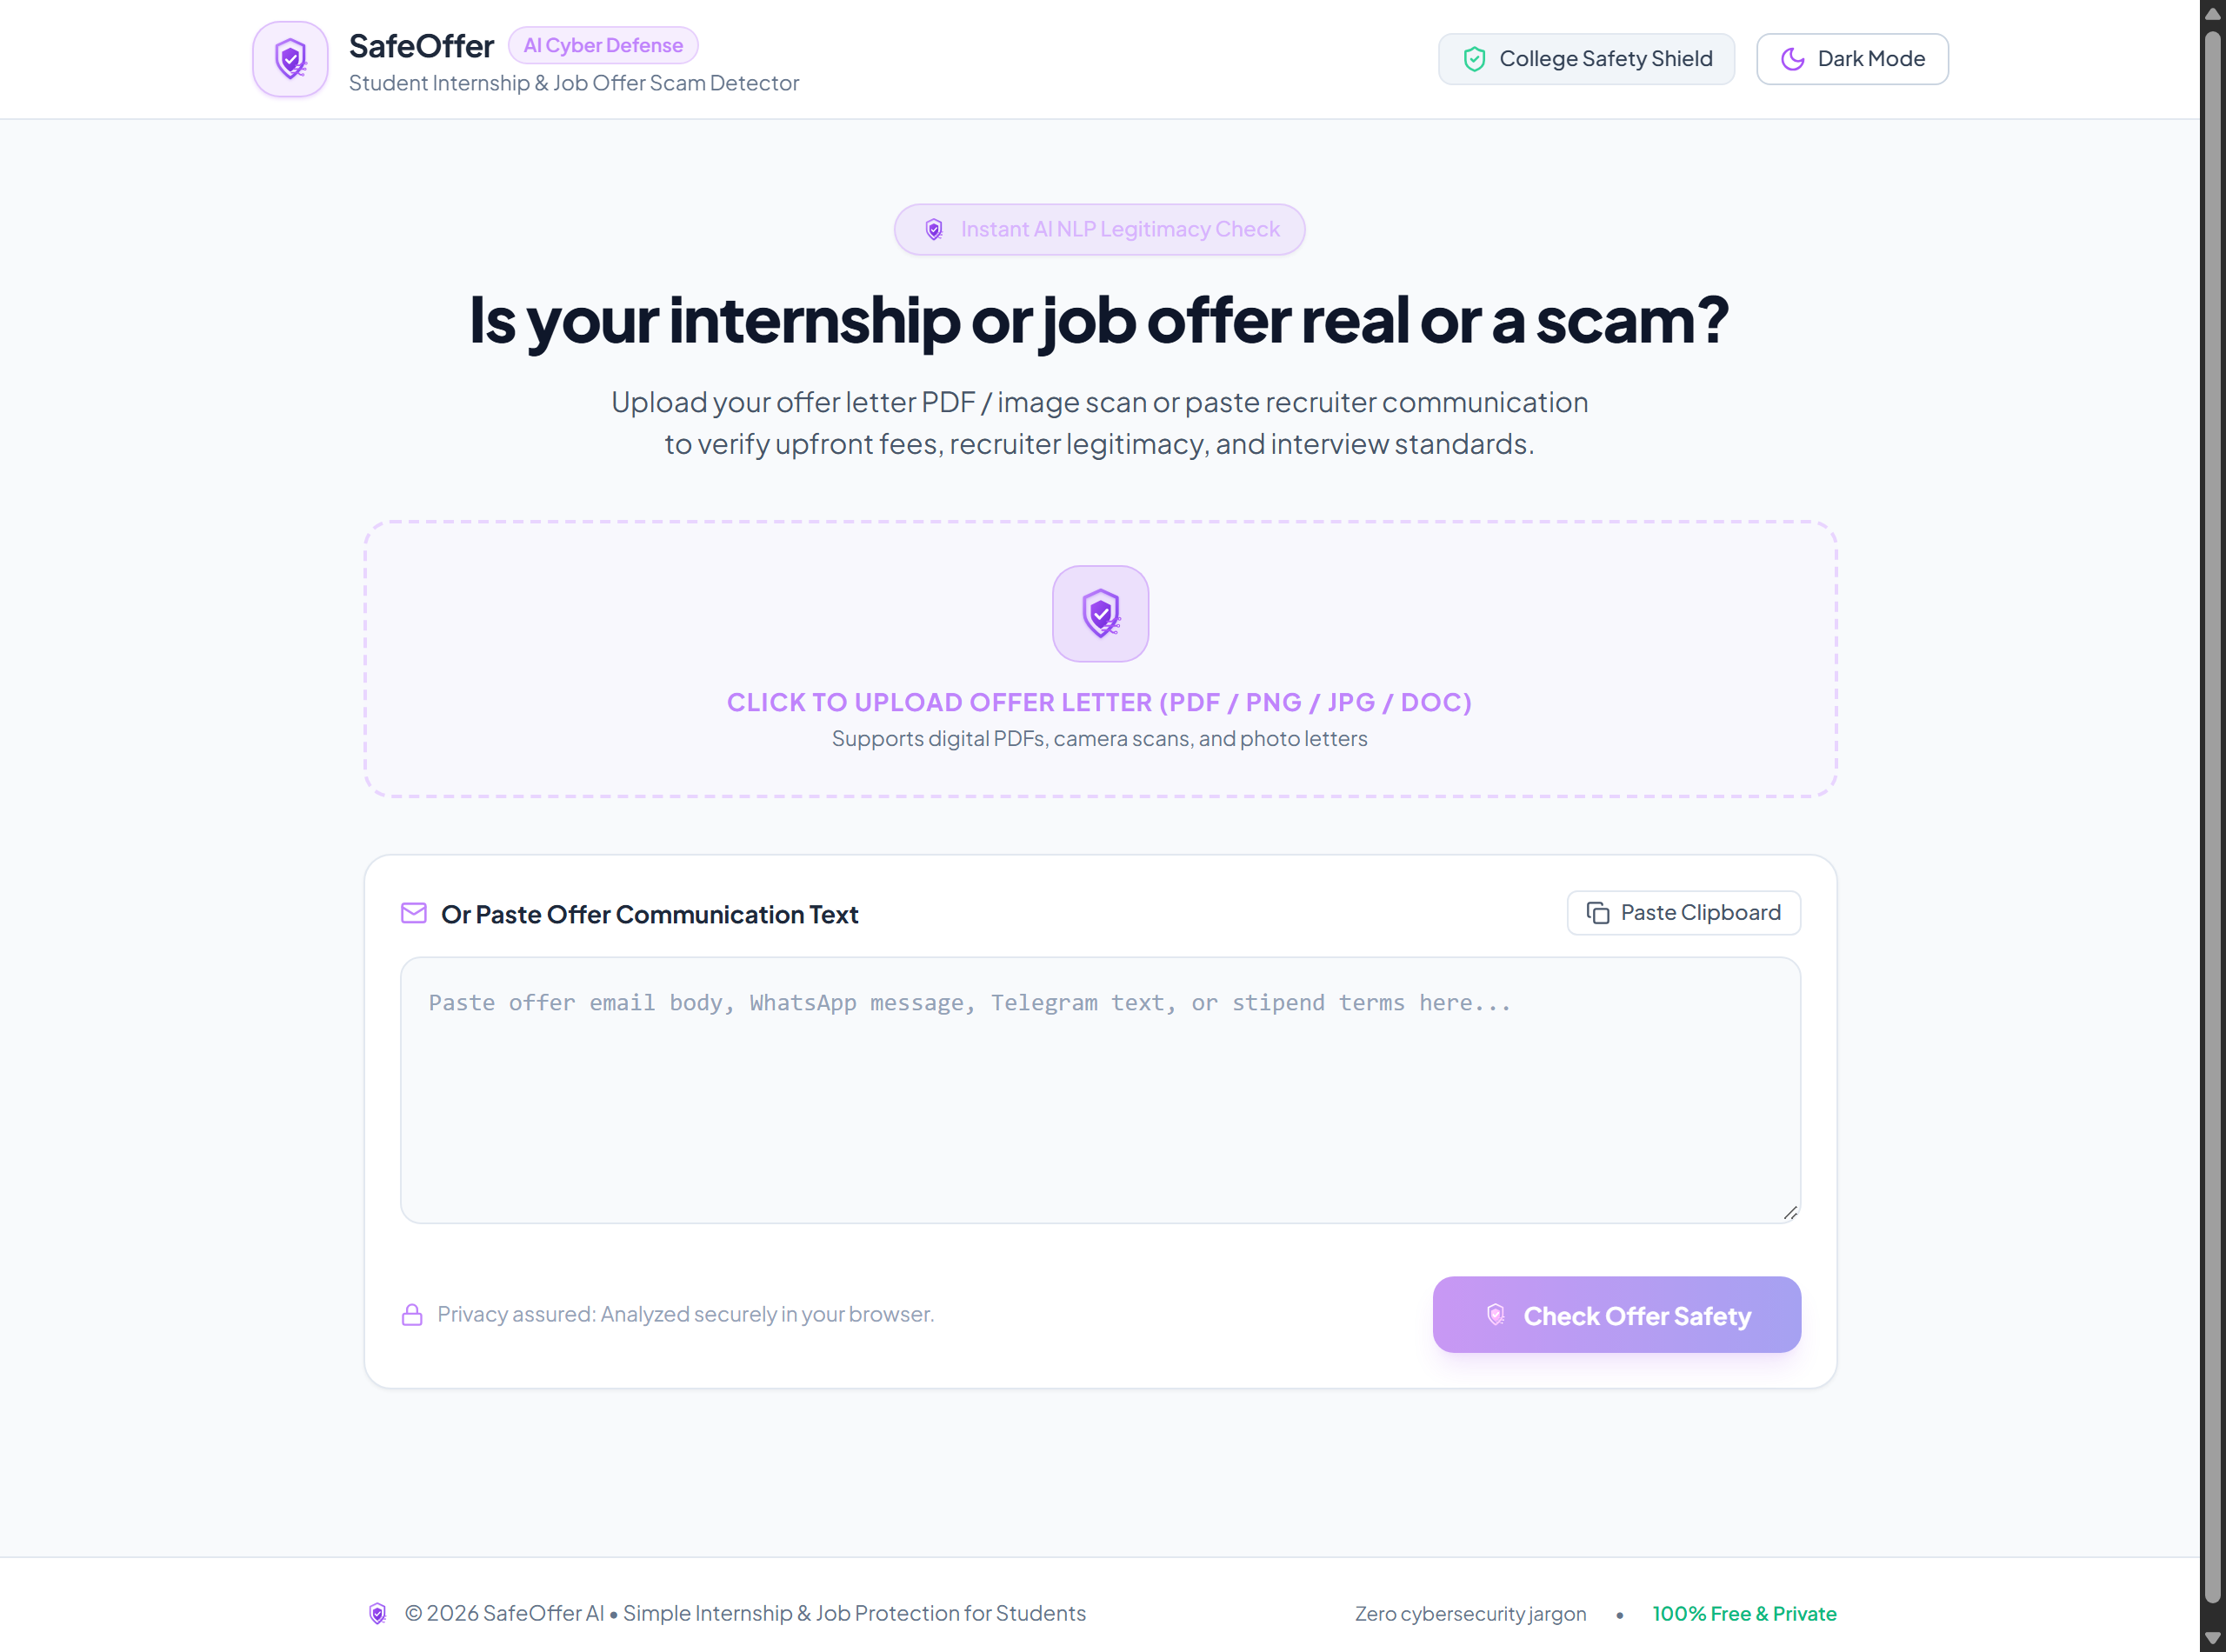 SafeOffer AI Cyber Defense
Student Internship & Job Offer Scam Detector
College Safety Shield
Dark Mode
Instant AI NLP Legitimacy Check
Is your internship or job offer real or a scam?
Upload your offer letter PDF / image scan or paste recruiter communication
to verify upfront fees, recruiter legitimacy, and interview standards.
CLICK TO UPLOAD OFFER LETTER (PDF / PNG / JPG / DOC)
Supports digital PDFs, camera scans, and photo letters
Or Paste Offer Communication Text
Paste Clipboard
Paste offer email body, WhatsApp message, Telegram text, or stipend terms here...
Privacy assured: Analyzed securely in your browser.
Check Offer Safety
© 2026 SafeOffer AI • Simple Internship & Job Protection for Students
Zero cybersecurity jargon • 100% Free & Private